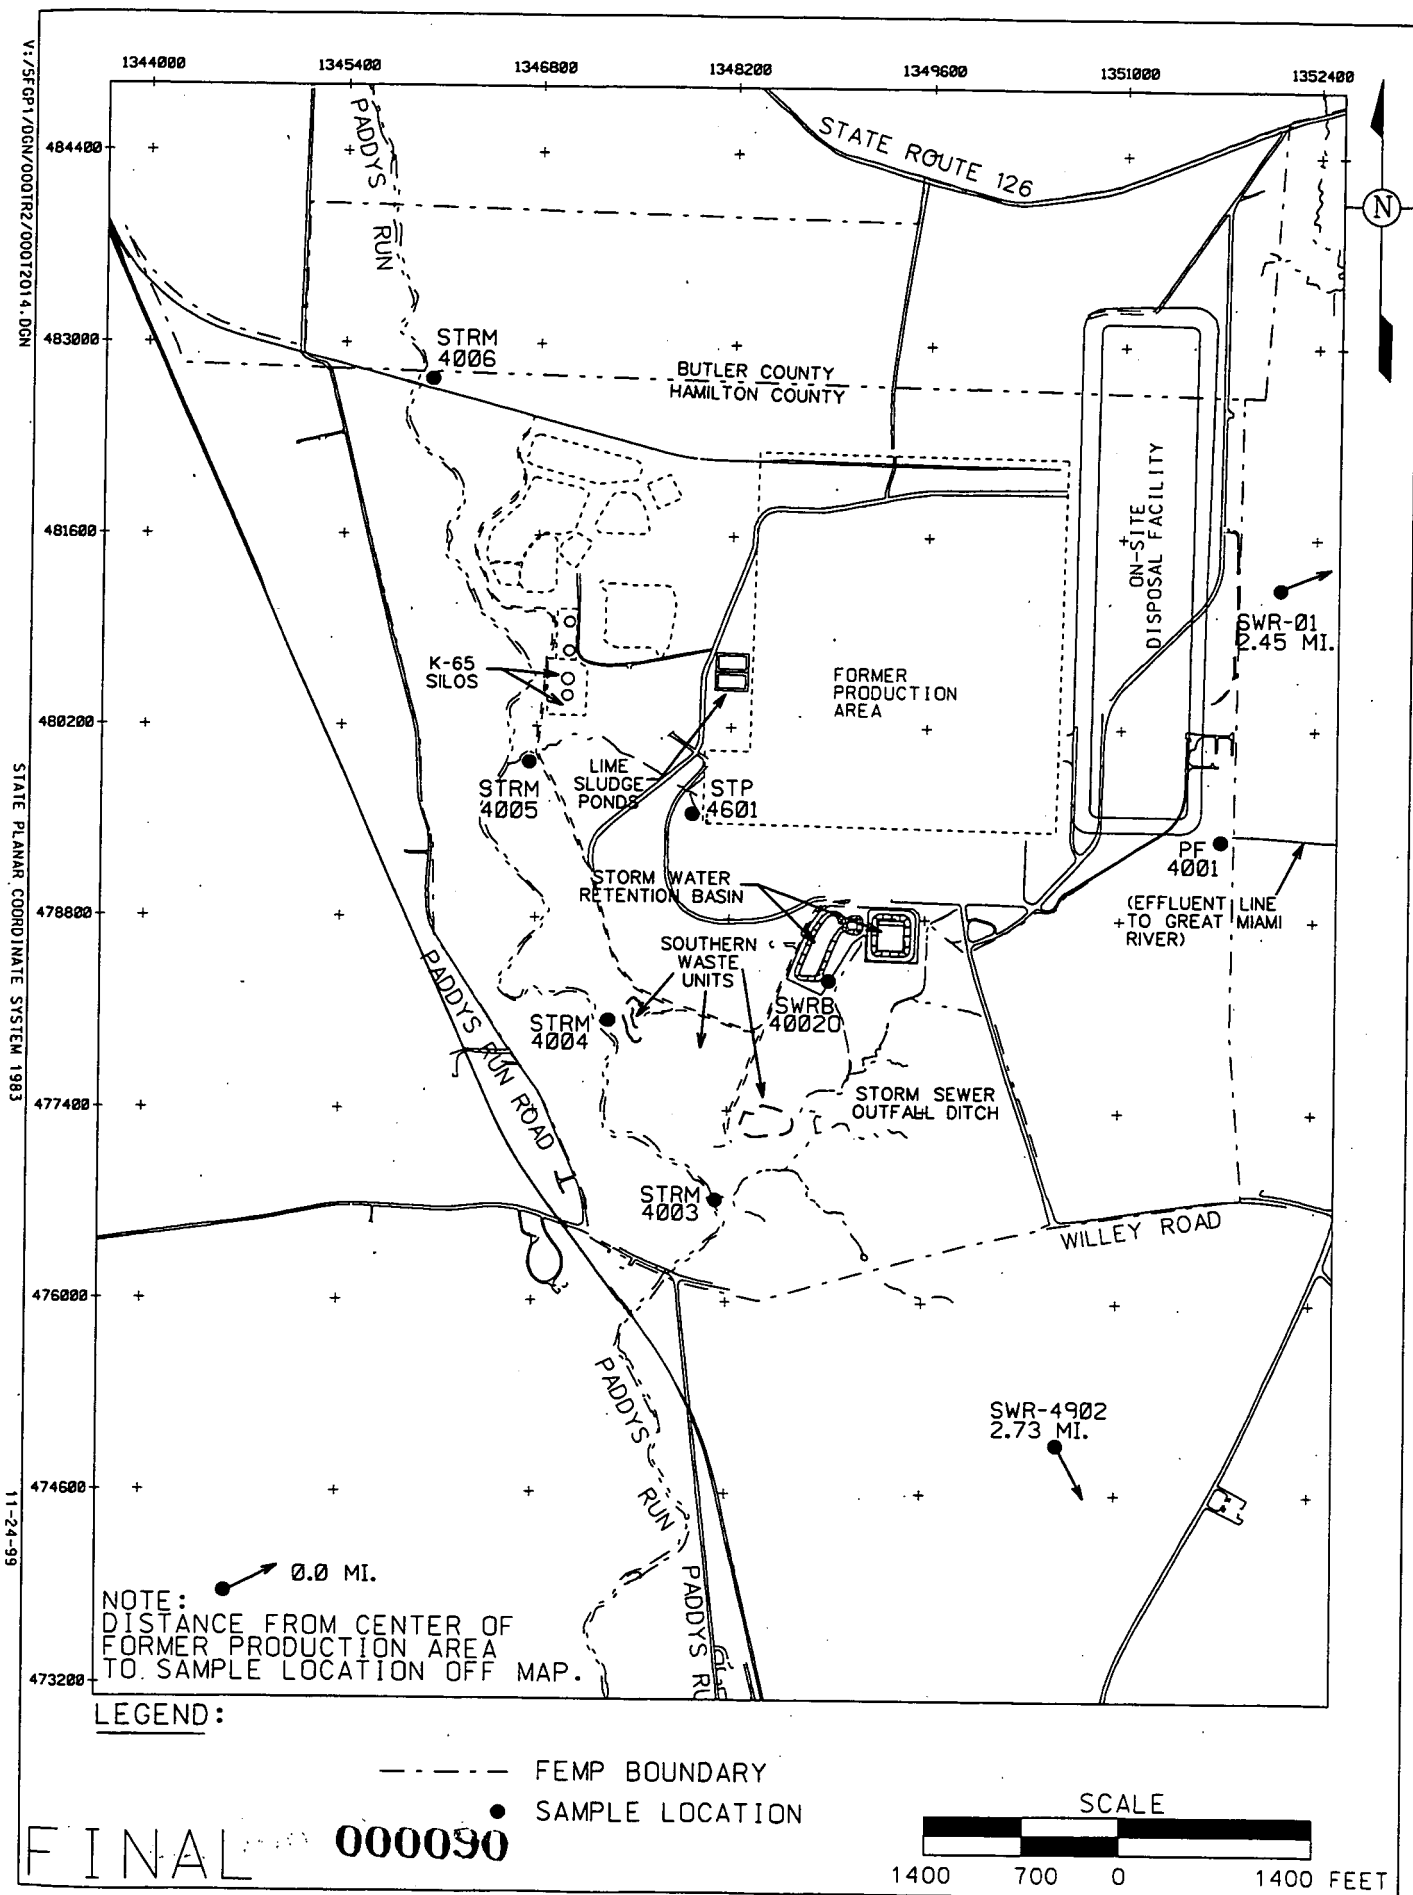 1344000 1345400 1346800 1348200 1349600 1351000 1352400
V:/SFCP1/DGN/OOOTR2/OOOT2014.DGN
STATE PLANAR COORDINATE SYSTEM 1983
11-24-99
484400
483000
481600
480200
478800
477400
476000
474600
473200
PADDYS
RUN
STATE ROUTE 126
N
STRM
4006
BUTLER COUNTY
HAMILTON COUNTY
ON-SITE
DISPOSAL FACILITY
SWR-01
2.45 MI.
K-65
SILOS
FORMER
PRODUCTION
AREA
STRM
4005
LIME
SLUDGE
PONDS
STP
4601
PF
4001
(EFFLUENT LINE
TO GREAT MIAMI
RIVER)
STORM WATER
RETENTION BASIN
SOUTHERN
WASTE
UNITS
SWRB
4002O
STRM
4004
PADDYS RUN ROAD
STORM SEWER
OUTFALL DITCH
STRM
4003
WILLEY ROAD
PADDYS
RUN
SWR-4902
2.73 MI.
PADDYS RU
0.0 MI.
NOTE:
DISTANCE FROM CENTER OF
FORMER PRODUCTION AREA
TO SAMPLE LOCATION OFF MAP.
LEGEND:
FEMP BOUNDARY
SAMPLE LOCATION
SCALE
1400 700 0 1400 FEET
FINAL
000090